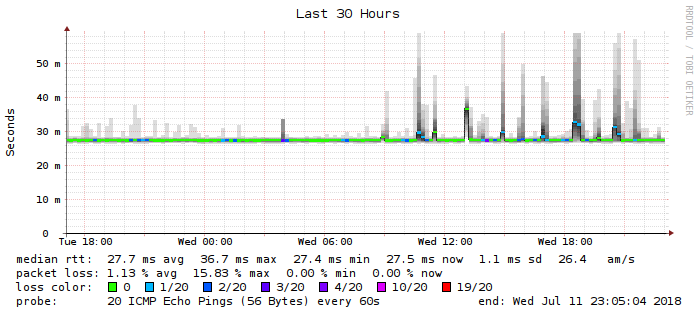 Last 30 Hours
RRDTOOL / TOBI OETIKER
Seconds
50 m
40 m
30 m
20 m
10 m
0
Tue 18:00 Wed 00:00 Wed 06:00 Wed 12:00 Wed 18:00
median rtt: 27.7 ms avg 36.7 ms max 27.4 ms min 27.5 ms now 1.1 ms sd 26.4 am/s
packet loss: 1.13 % avg 15.83 % max 0.00 % min 0.00 % now
loss color: 0 1/20 2/20 3/20 4/20 10/20 19/20
probe: 20 ICMP Echo Pings (56 Bytes) every 60s end: Wed Jul 11 23:05:04 2018